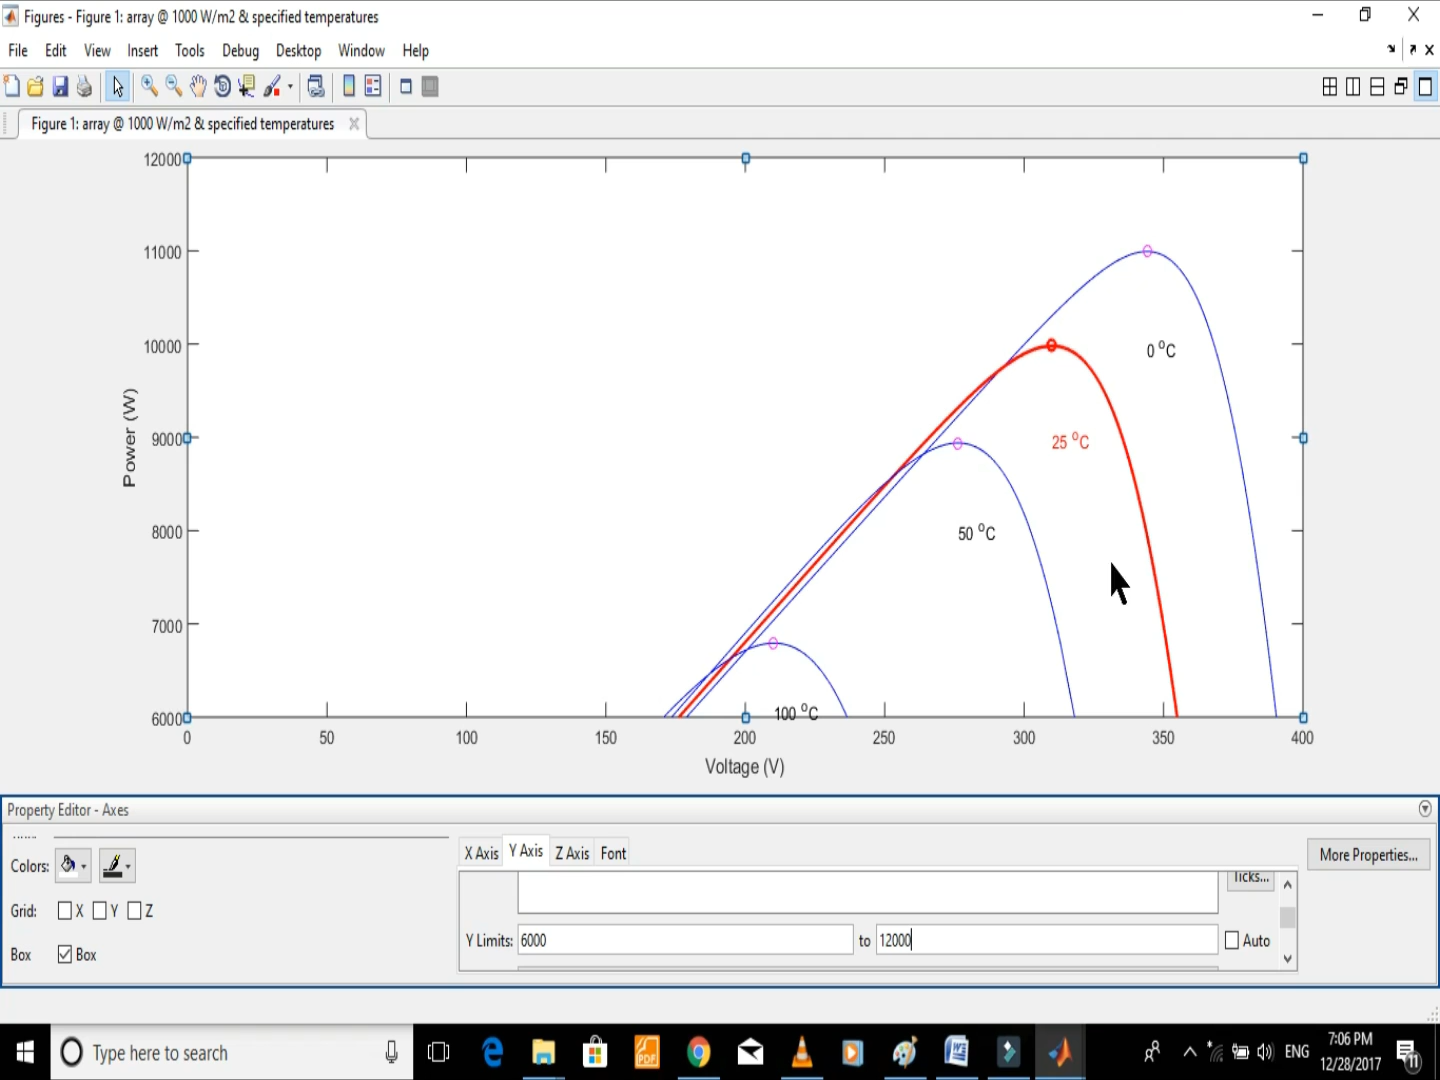 Figures - Figure 1: array @ 1000 W/m2 & specified temperatures
File Edit View Insert Tools Debug Desktop Window Help
Figure 1: array @ 1000 W/m2 & specified temperatures
12000
11000
10000
9000
8000
7000
6000
Power (W)
0 °C
25 °C
50 °C
100 °C
0 50 100 150 200 250 300 350 400
Voltage (V)
Property Editor - Axes
Colors:
Grid: X Y Z
Box Box
X Axis Y Axis Z Axis Font
Ticks...
Y Limits: 6000 to 12000 Auto
More Properties...
Type here to search
PDF
ENG
7:06 PM
12/28/2017
11